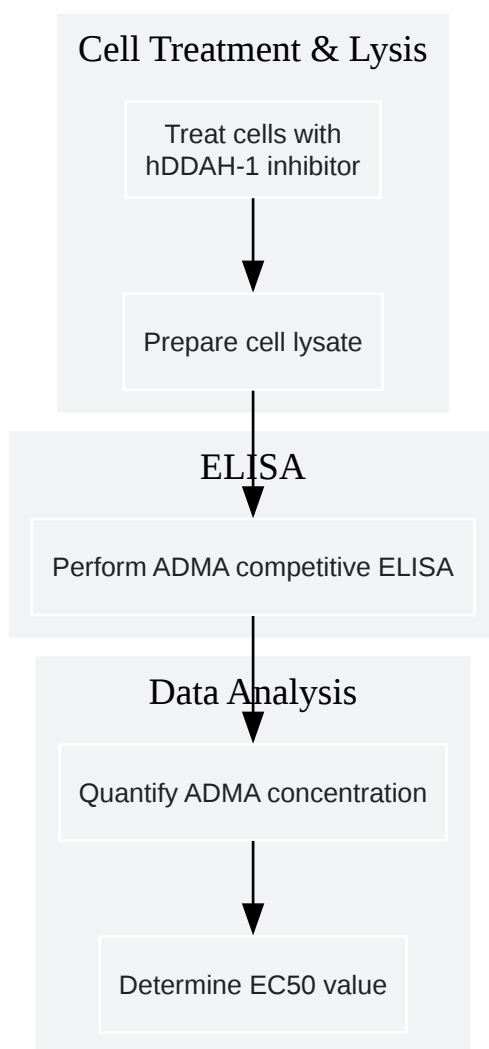 Cell Treatment & Lysis
Treat cells with
hDDAH-1 inhibitor
Prepare cell lysate
ELISA
Perform ADMA competitive ELISA
Data Analysis
Quantify ADMA concentration
Determine EC50 value